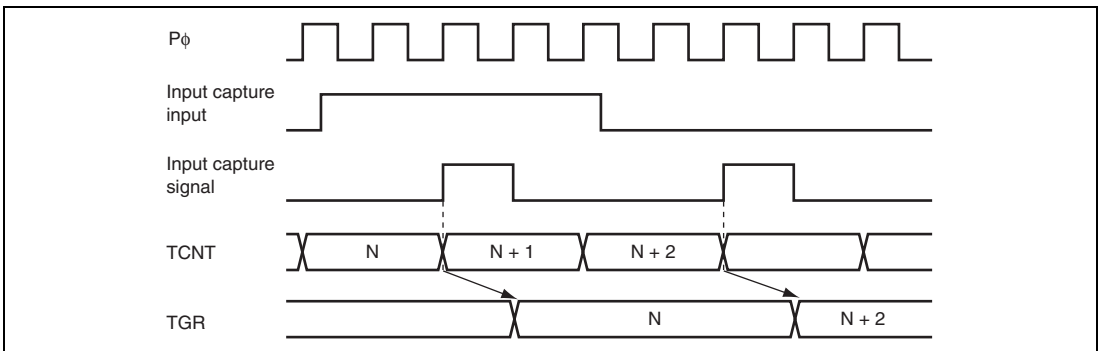 Pϕ
Input capture
input
Input capture
signal
TCNT N N + 1 N + 2
TGR N N + 2